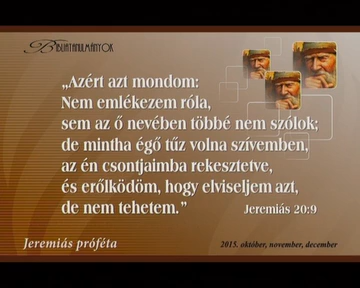 BIBLIATANULMÁNYOK
„Azért azt mondom:
Nem emlékezem róla,
sem az ő nevében többé nem szólok;
de mintha égő tűz volna szívemben,
az én csontjaimba rekesztetve,
és erőlködöm, hogy elviseljem azt,
de nem tehetem.” Jeremiás 20:9
Jeremiás próféta 2015. október, november, december